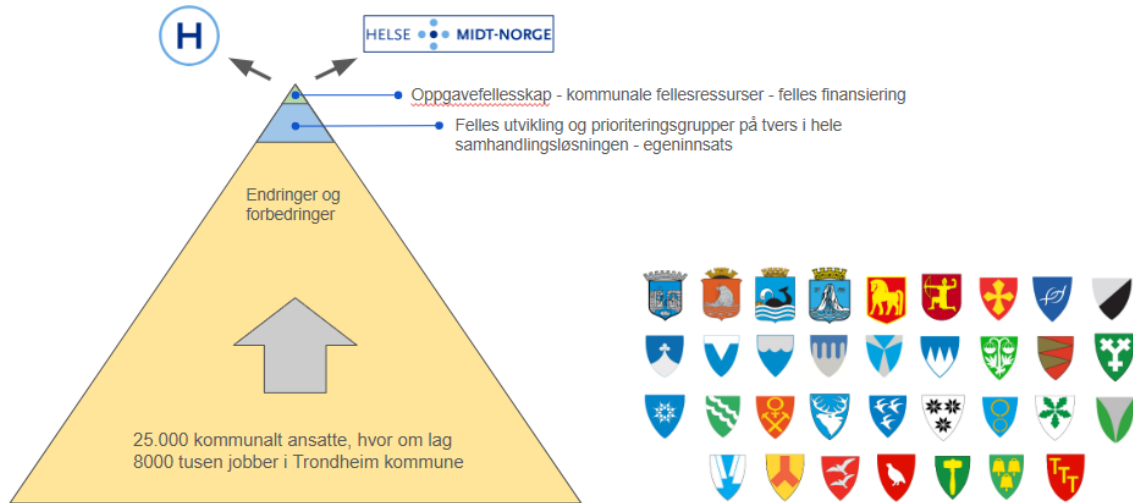 H
HELSE MIDT-NORGE
Oppgavefellesskap - kommunale fellesressurser - felles finansiering
Felles utvikling og prioriteringsgrupper på tvers i hele
samhandlingsløsningen - egeninnsats
Endringer og
forbedringer
25.000 kommunalt ansatte, hvor om lag
8000 tusen jobber i Trondheim kommune
TTT